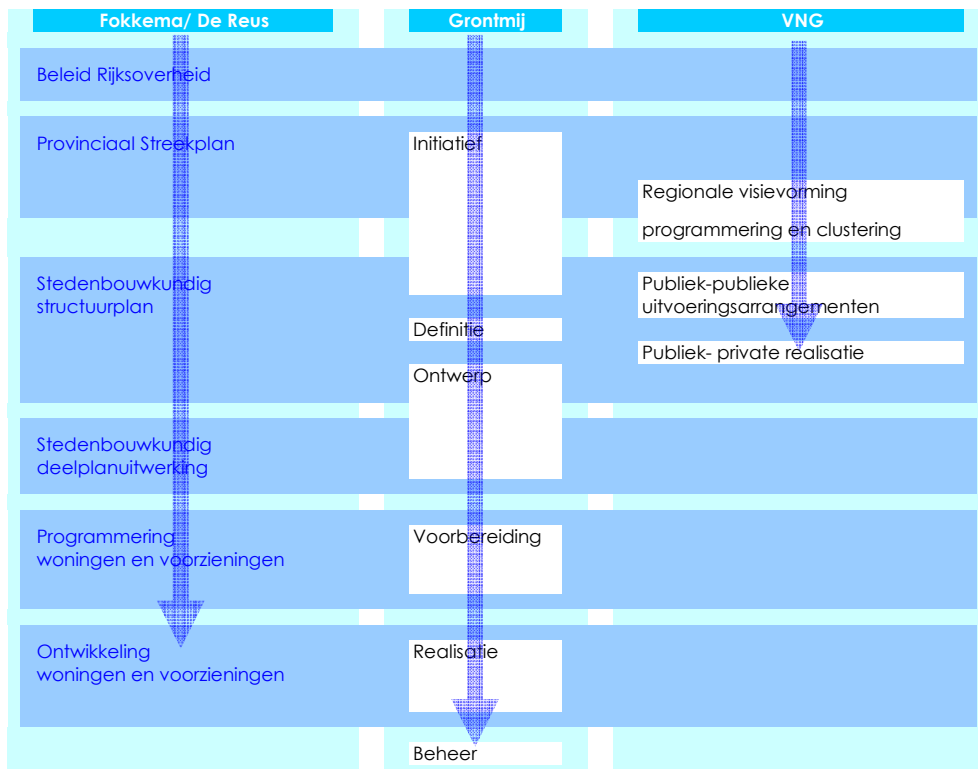 Fokkema/ De Reus
Grontmij
VNG
Beleid Rijksoverheid
Provinciaal Streekplan
Initiatief
Regionale visievorming
programmering en clustering
Stedenbouwkundig
structuurplan
Publiek-publieke
uitvoeringsarrangementen
Definitie
Publiek- private realisatie
Ontwerp
Stedenbouwkundig
deelplanuitwerking
Programmering
woningen en voorzieningen
Voorbereiding
Ontwikkeling
woningen en voorzieningen
Realisatie
Beheer